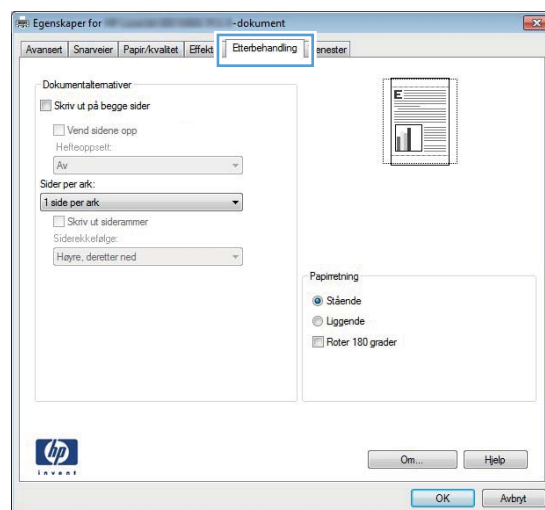 Egenskaper for -dokument
Avansert Snarveier Papir/kvalitet Effekt Etterbehandling enester
Dokumentalternativer
Skriv ut på begge sider
Vend sidene opp
Hefteoppsett:
Av
Sider per ark:
1 side per ark
Skriv ut siderammer
Siderekkefølge:
Høyre, deretter ned
E
Papirretning
Stående
Liggende
Roter 180 grader
hp
invent
Om... Hjelp
OK Avbryt